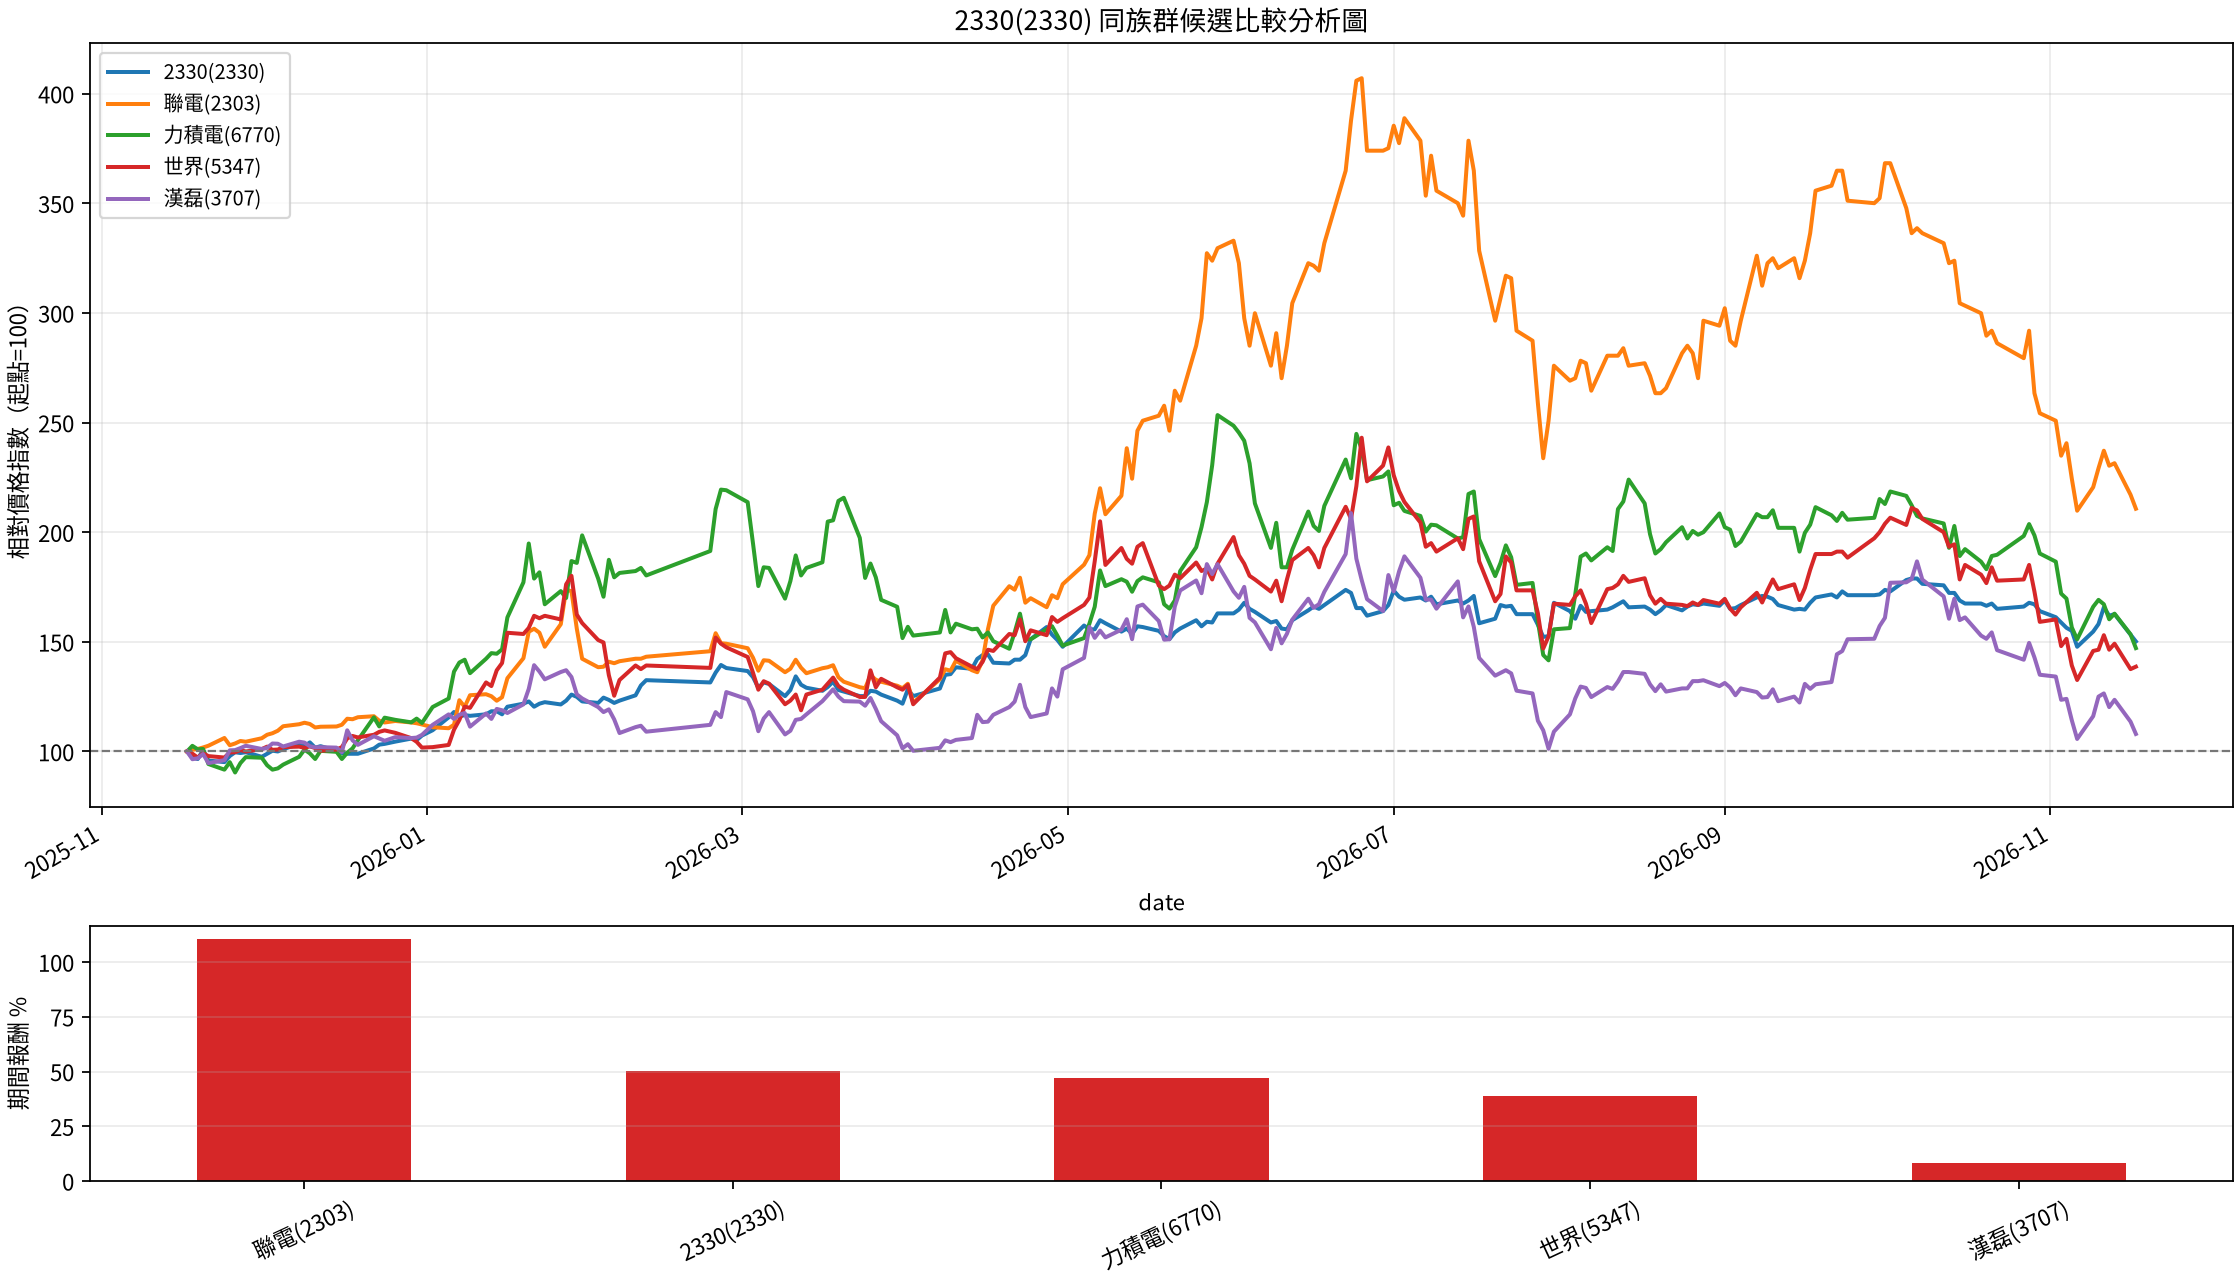 2330(2330) 同族群候選比較分析圖
相對價格指數（起點=100）
400
350
300
250
200
150
100
2330(2330)
聯電(2303)
力積電(6770)
世界(5347)
漢磊(3707)
2025-11
2026-01
2026-03
2026-05
2026-07
2026-09
2026-11
date
期間報酬 %
100
75
50
25
0
聯電(2303)
2330(2330)
力積電(6770)
世界(5347)
漢磊(3707)